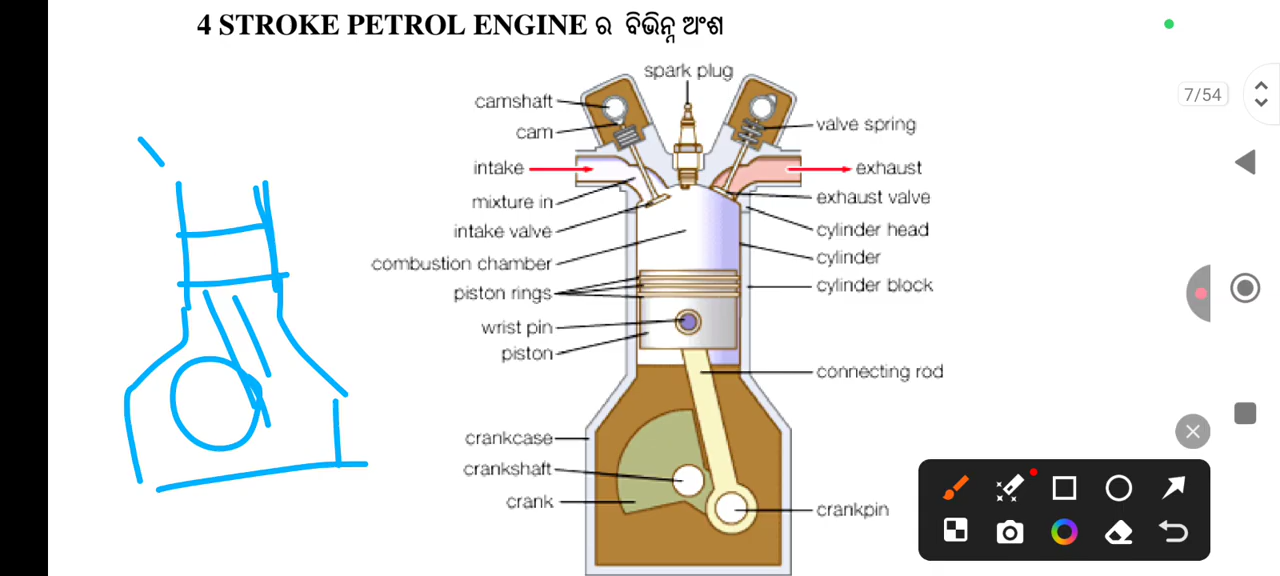 4 STROKE PETROL ENGINE ର ବିଭିନ୍ନ ଅଂଶ
7/54
spark plug
camshaft
cam
intake
mixture in
intake valve
combustion chamber
piston rings
wrist pin
piston
crankcase
crankshaft
crank
valve spring
exhaust
exhaust valve
cylinder head
cylinder
cylinder block
connecting rod
crankpin